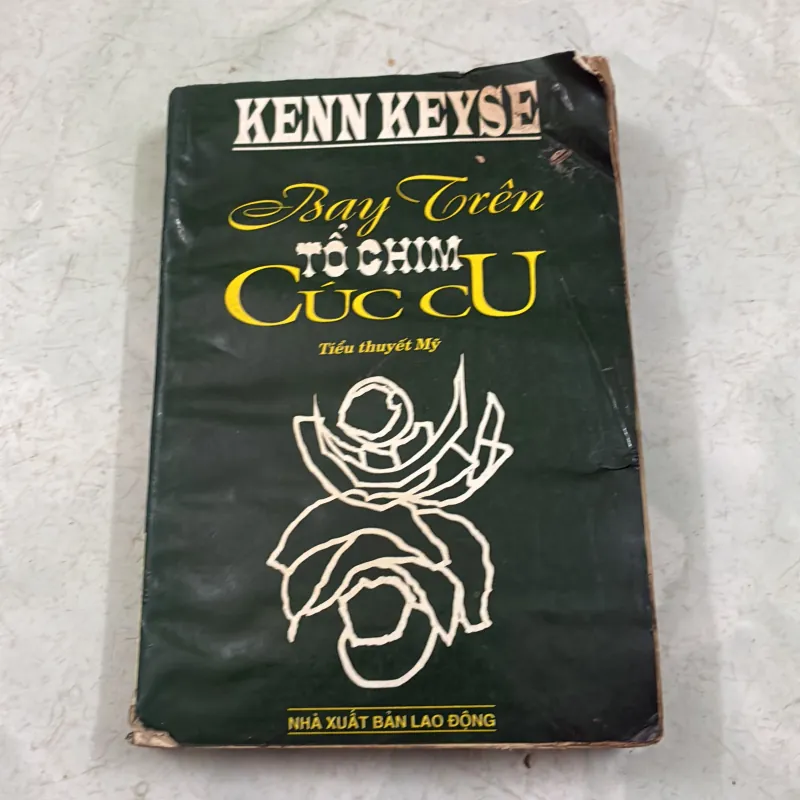 KENN KEYSE
Bay Trên
TỔ CHIM
CÚC CU
Tiểu thuyết Mỹ
NHÀ XUẤT BẢN LAO ĐỘNG